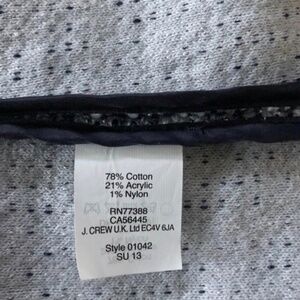 78% Cotton
21% Acrylic
1% Nylon
RN77388
CA56445
J. CREW U.K. Ltd EC4V 6JA
Style 01042
SU 13